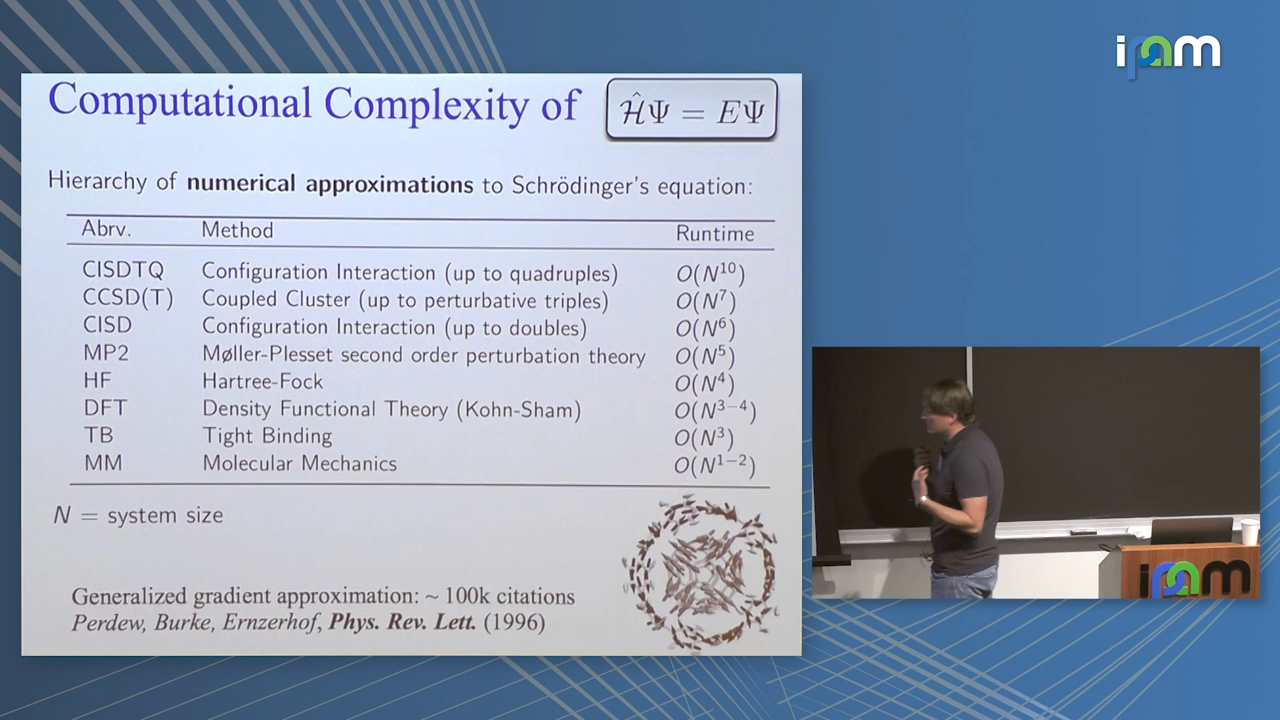 ipam
Computational Complexity of ĤΨ = EΨ
Hierarchy of numerical approximations to Schrödinger's equation:
Abrv. Method Runtime
CISDTQ Configuration Interaction (up to quadruples) O(N¹⁰)
CCSD(T) Coupled Cluster (up to perturbative triples) O(N⁷)
CISD Configuration Interaction (up to doubles) O(N⁶)
MP2 Møller-Plesset second order perturbation theory O(N⁵)
HF Hartree-Fock O(N⁴)
DFT Density Functional Theory (Kohn-Sham) O(N³⁻⁴)
TB Tight Binding O(N³)
MM Molecular Mechanics O(N¹⁻²)
N = system size
Generalized gradient approximation: ~ 100k citations
Perdew, Burke, Ernzerhof, Phys. Rev. Lett. (1996)
ipam